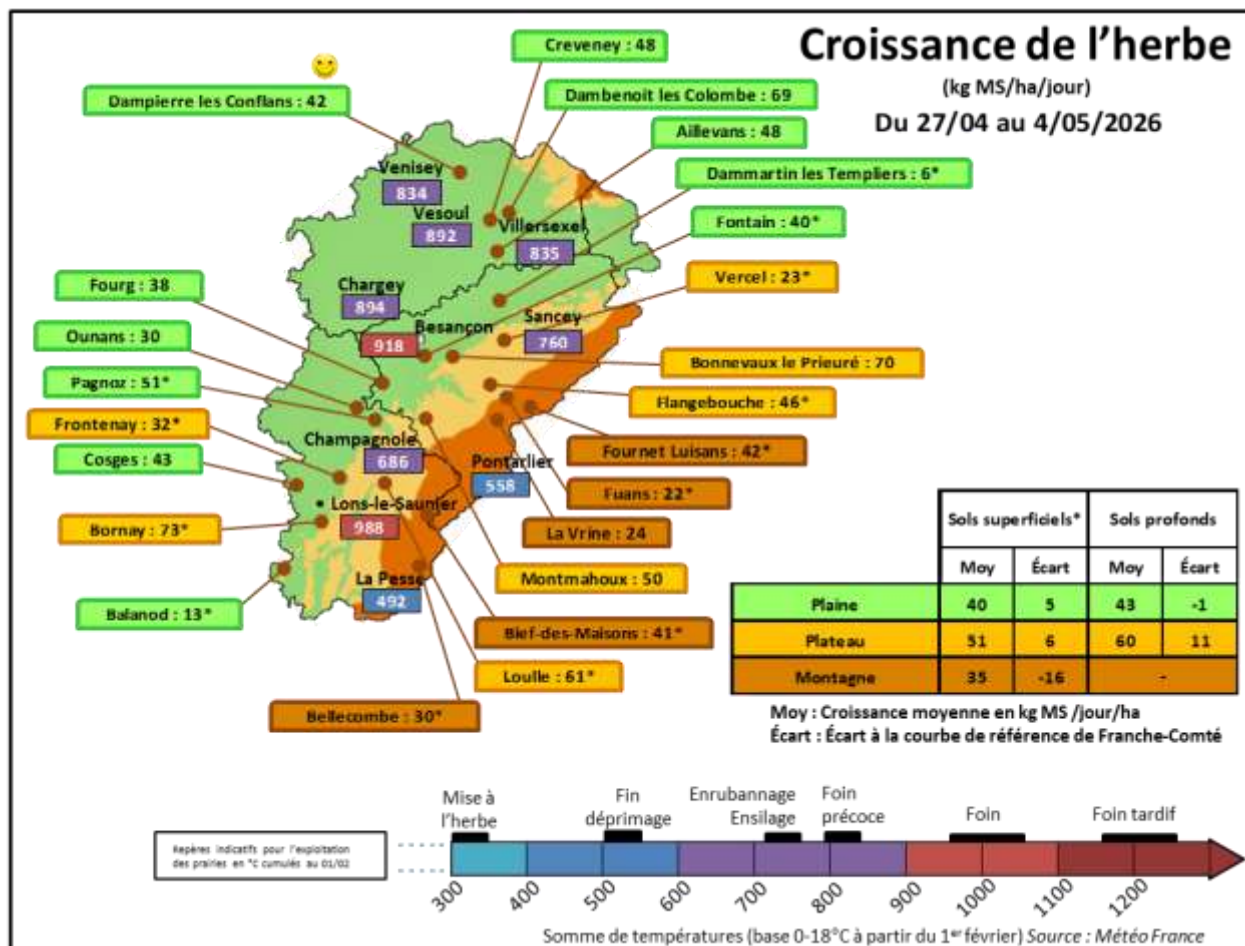 Croissance de l’herbe
(kg MS/ha/jour)
Du 27/04 au 4/05/2026
Creveney : 48
Dampierre les Conflans : 42
Dambenoit les Colombe : 69
Aillevans : 48
Dammartin les Templiers : 6*
Fontain : 40*
Vercel : 23*
Bonnevaux le Prieuré : 70
Flangebouche : 46*
Fournet Luisans : 42*
Fuans : 22*
La Vrine : 24
Montmahoux : 50
Bief-des-Maisons : 41*
Loulle : 61*
Bellecombe : 30*
Fourg : 38
Ounans : 30
Pagnoz : 51*
Frontenay : 32*
Cosges : 43
Bornay : 73*
Balanod : 13*
Venisey
834
Vesoul
892
Villersexel
835
Chargey
894
Besançon
918
Sancey
760
Champagnole
686
Pontarlier
558
Lons-le-Saunier
988
La Pesse
492
Sols superficiels* Sols profonds
Moy Écart Moy Écart
Plaine 40 5 43 -1
Plateau 51 6 60 11
Montagne 35 -16 -
Moy : Croissance moyenne en kg MS /jour/ha
Écart : Écart à la courbe de référence de Franche-Comté
Mise à
l’herbe
Fin
déprimage
Enrubannage
Ensilage
Foin
précoce
Foin
Foin tardif
Repères indicatifs pour l'exploitation
des prairies en °C cumulés au 01/02
300 400 500 600 700 800 900 1000 1100 1200
Somme de températures (base 0-18°C à partir du 1er février) Source : Météo France